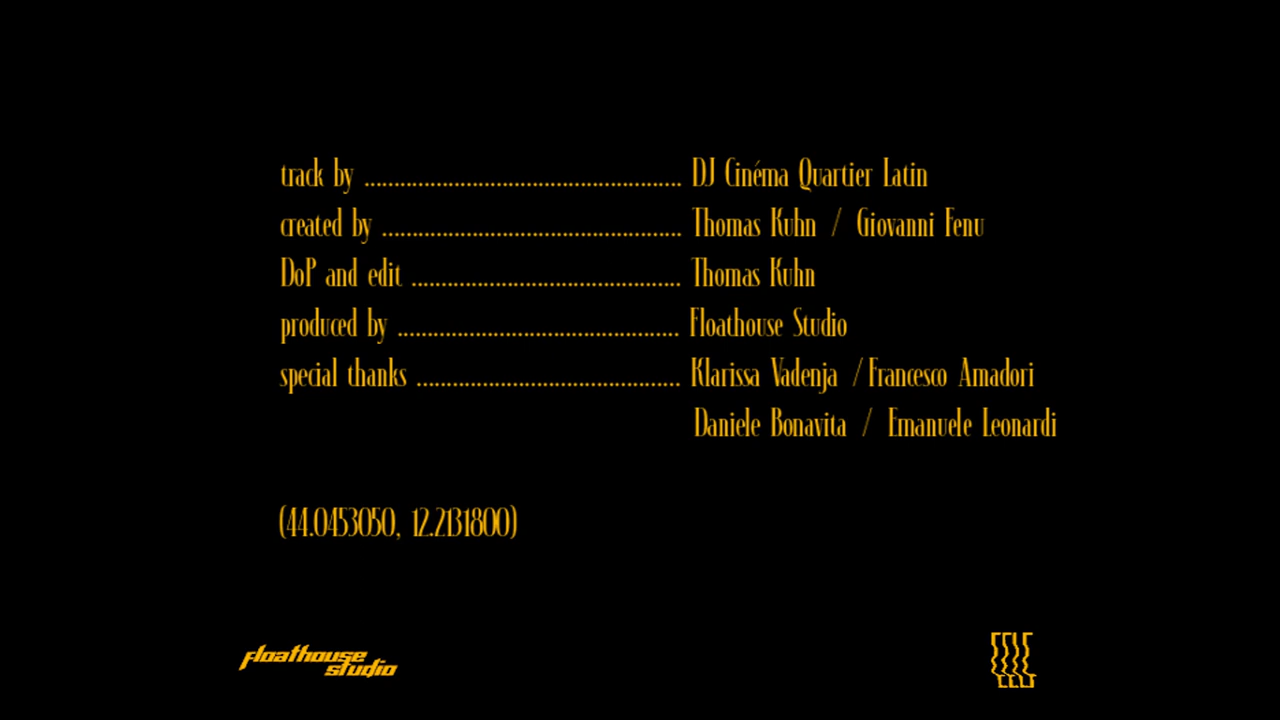 track by ..................................................... DJ Cinéma Quartier Latin
created by .................................................. Thomas Kuhn / Giovanni Fenu
DoP and edit ............................................. Thomas Kuhn
produced by ............................................... Floathouse Studio
special thanks ............................................ Klarissa Vadenja / Francesco Amadori
Daniele Bonavita / Emanuele Leonardi
(44.0453050, 12.2131800)
floathouse
studio